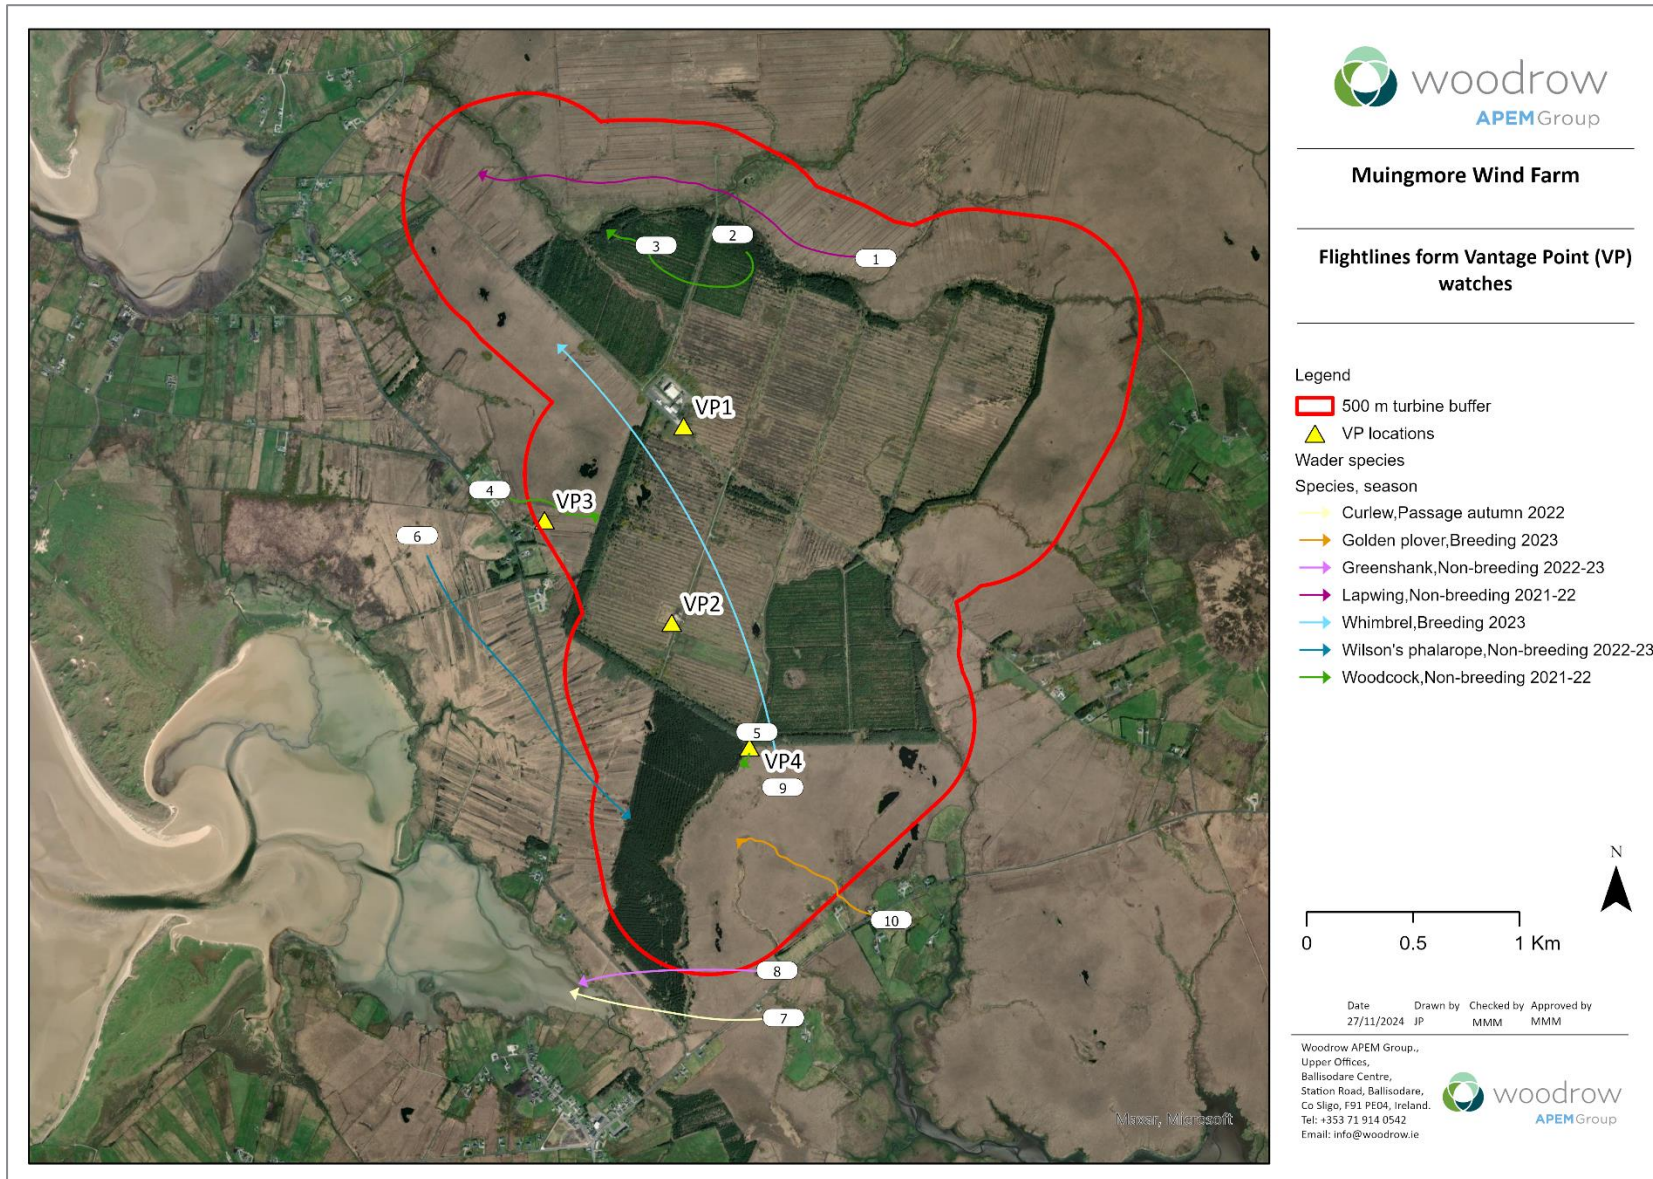 woodrow
APEM Group
Muingmore Wind Farm
Flightlines form Vantage Point (VP)
watches
Legend
500 m turbine buffer
VP locations
Wader species
Species, season
Curlew,Passage autumn 2022
Golden plover,Breeding 2023
Greenshank,Non-breeding 2022-23
Lapwing,Non-breeding 2021-22
Whimbrel,Breeding 2023
Wilson's phalarope,Non-breeding 2022-23
Woodcock,Non-breeding 2021-22
2
3
1
VP1
4
VP3
6
VP2
5
VP4
9
10
8
7
Maxar, Microsoft
N
0 0.5 1 Km
Date Drawn by Checked by Approved by
27/11/2024 JP MMM MMM
Woodrow APEM Group.,
Upper Offices,
Ballisodare Centre,
Station Road, Ballisodare,
Co Sligo, F91 PE04, Ireland.
Tel: +353 71 914 0542
Email: info@woodrow.ie
woodrow
APEM Group